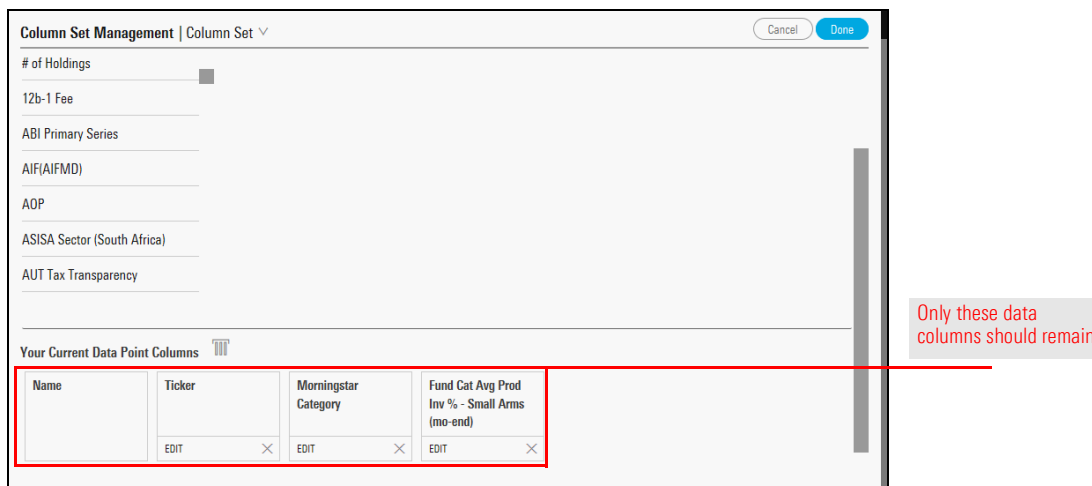 Column Set Management | Column Set
Cancel
Done
# of Holdings
12b-1 Fee
ABI Primary Series
AIF(AIFMD)
AOP
ASISA Sector (South Africa)
AUT Tax Transparency
Only these data
columns should remain
Your Current Data Point Columns
Name
Ticker
EDIT
Morningstar
Category
EDIT
Fund Cat Avg Prod
Inv % - Small Arms
(mo-end)
EDIT